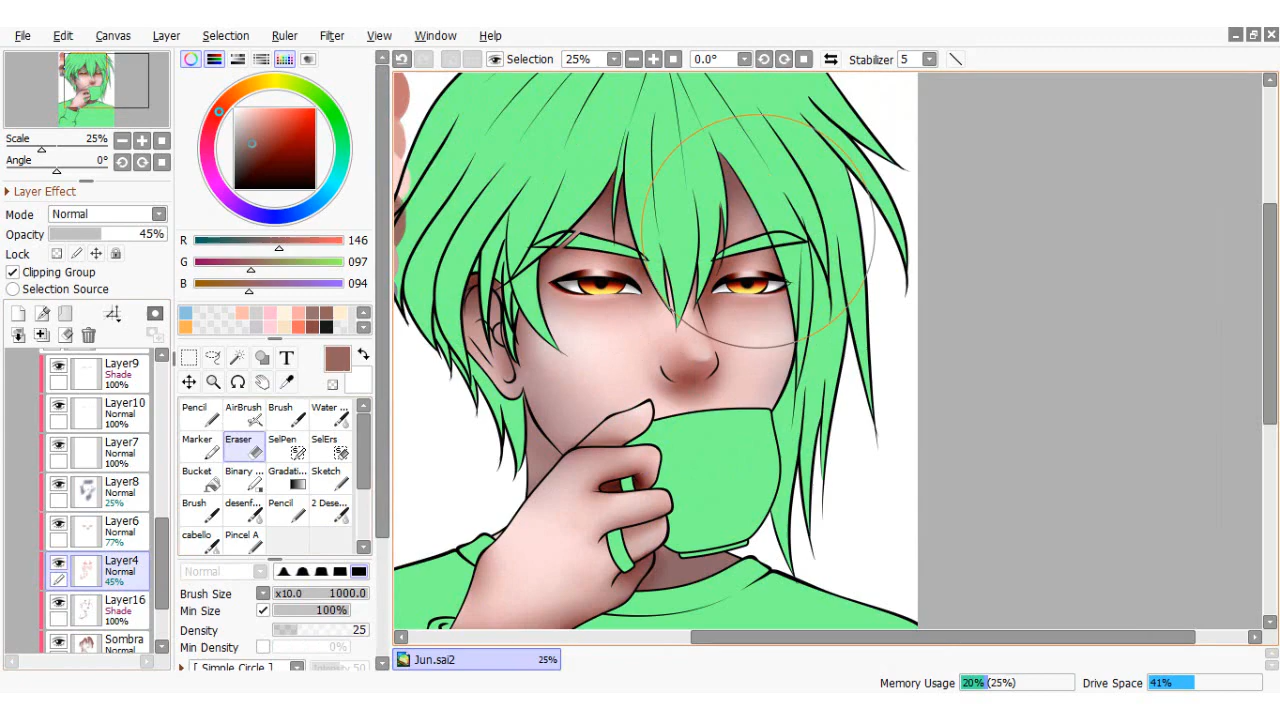 File Edit Canvas Layer Selection Ruler Filter View Window Help
Selection 25% 0.0° Stabilizer 5
Scale 25%
Angle 0°
Layer Effect
Mode Normal
Opacity 45%
Lock
Clipping Group
Selection Source
R 146
G 097
B 094
T
Layer9
Shade
100%
Layer10
Normal
100%
Layer7
Normal
100%
Layer8
Normal
25%
Layer6
Normal
77%
Layer4
Normal
45%
Layer16
Shade
100%
Sombra
Normal
Pencil AirBrush Brush Water ...
Marker Eraser SelPen SelErs
Bucket Binary ... Gradati... Sketch
Brush desenf... Pencil 2 Dese...
cabello Pincel A
Normal
Brush Size x10.0 1000.0
Min Size 100%
Density 25
Min Density 0%
[ Simple Circle ] Intensity 50
Jun.sai2 25%
Memory Usage 20% (25%) Drive Space 41%